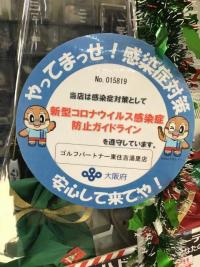 やってまっせ！感染症対策
No. 015819
当店は感染症対策として
新型コロナウイルス感染症
防止ガイドライン
を遵守しています。
ゴルフパートナー東住吉湯里店
大阪府
安心して来てや！